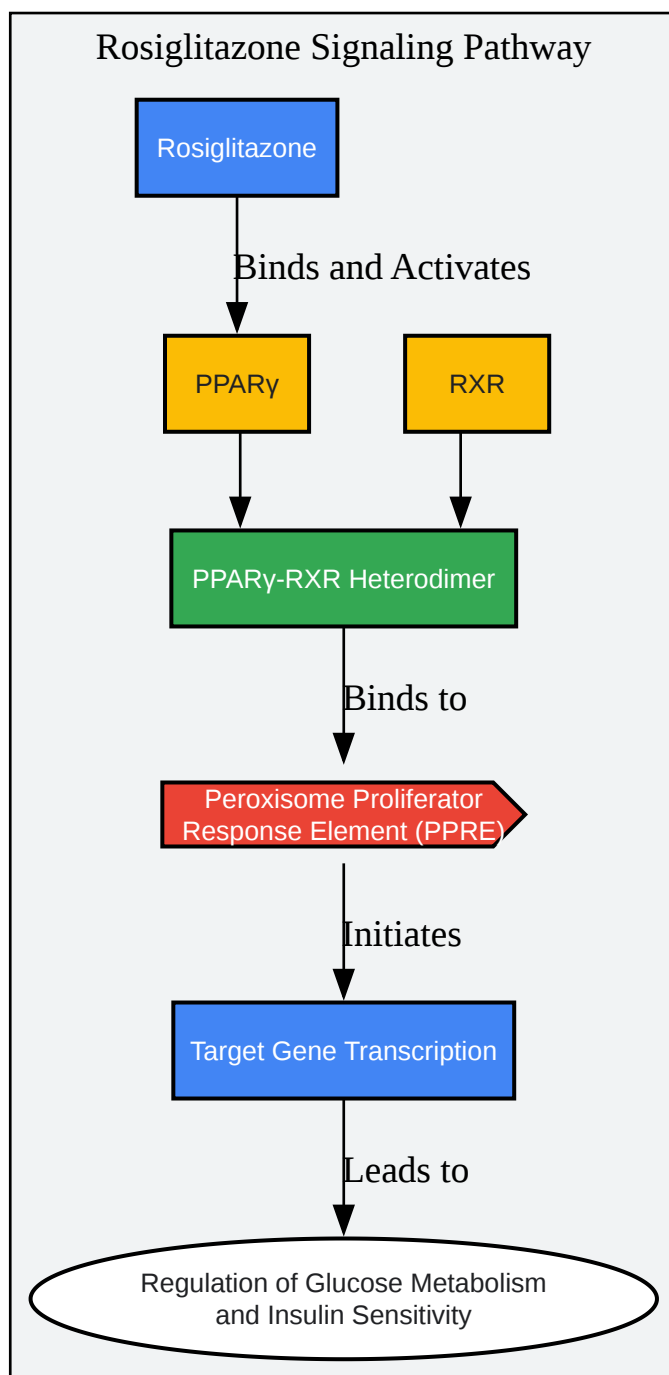 Rosiglitazone Signaling Pathway
Rosiglitazone
Binds and Activates
PPARγ
RXR
PPARγ-RXR Heterodimer
Binds to
Peroxisome Proliferator
Response Element (PPRE)
Initiates
Target Gene Transcription
Leads to
Regulation of Glucose Metabolism
and Insulin Sensitivity